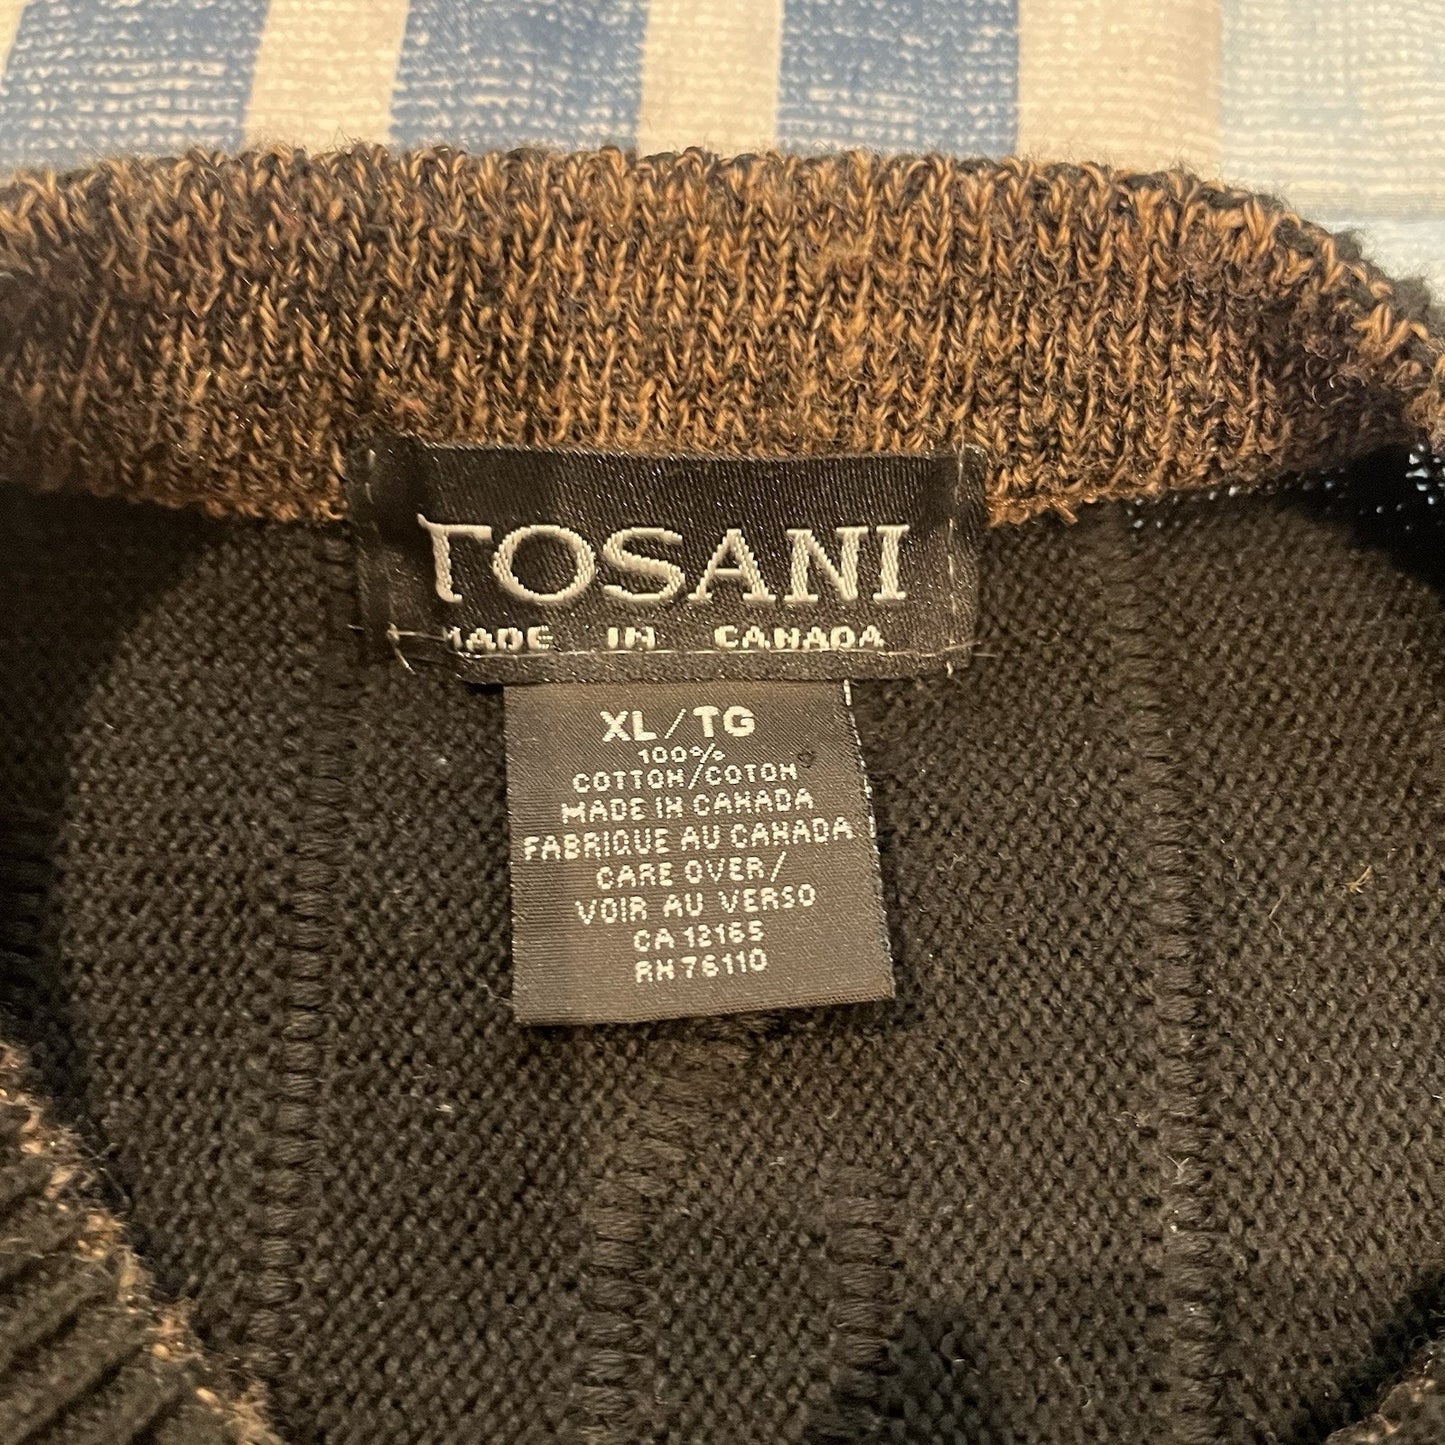 TOSANI
MADE IN CANADA
XL/TG
100%
COTTON/COTON
MADE IN CANADA
FABRIQUE AU CANADA
CARE OVER/
VOIR AU VERSO
CA 12165
RN 76110